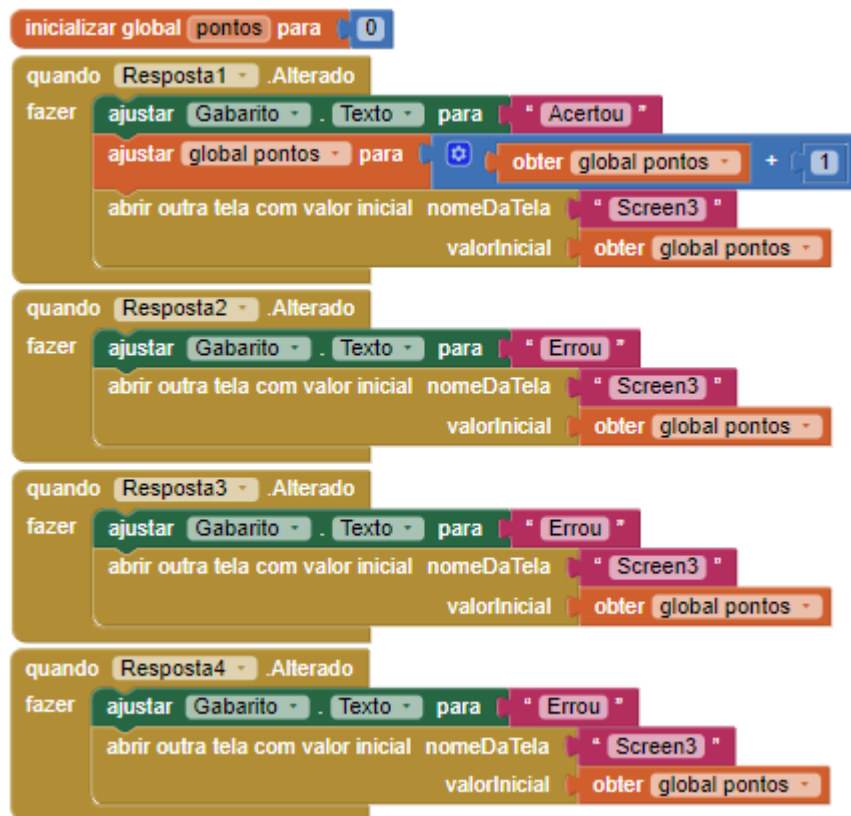 inicializar global pontos para 0
quando Resposta1 .Alterado
fazer ajustar Gabarito . Texto para " Acertou "
ajustar global pontos para obter global pontos + 1
abrir outra tela com valor inicial nomeDaTela " Screen3 "
valorInicial obter global pontos
quando Resposta2 .Alterado
fazer ajustar Gabarito . Texto para " Errou "
abrir outra tela com valor inicial nomeDaTela " Screen3 "
valorInicial obter global pontos
quando Resposta3 .Alterado
fazer ajustar Gabarito . Texto para " Errou "
abrir outra tela com valor inicial nomeDaTela " Screen3 "
valorInicial obter global pontos
quando Resposta4 .Alterado
fazer ajustar Gabarito . Texto para " Errou "
abrir outra tela com valor inicial nomeDaTela " Screen3 "
valorInicial obter global pontos